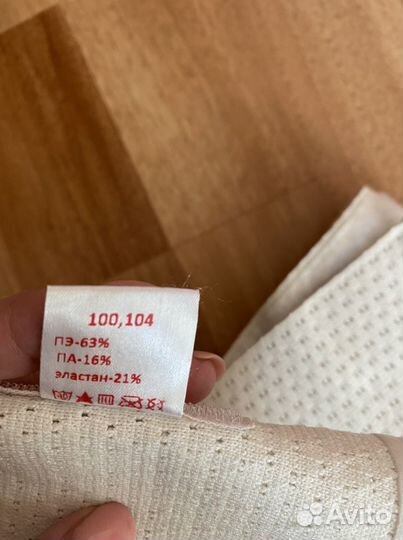 100,104
ПЭ-63%
ПА-16%
эластан-21%
Avito